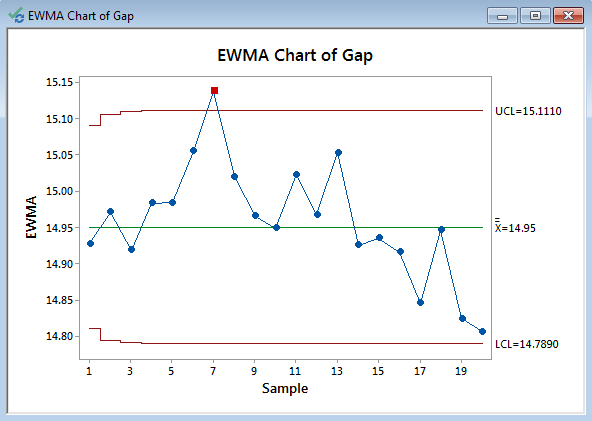 EWMA Chart of Gap
EWMA Chart of Gap
15.15
15.10
15.05
15.00
14.95
14.90
14.85
14.80
EWMA
UCL=15.1110
X=14.95
LCL=14.7890
1 3 5 7 9 11 13 15 17 19
Sample